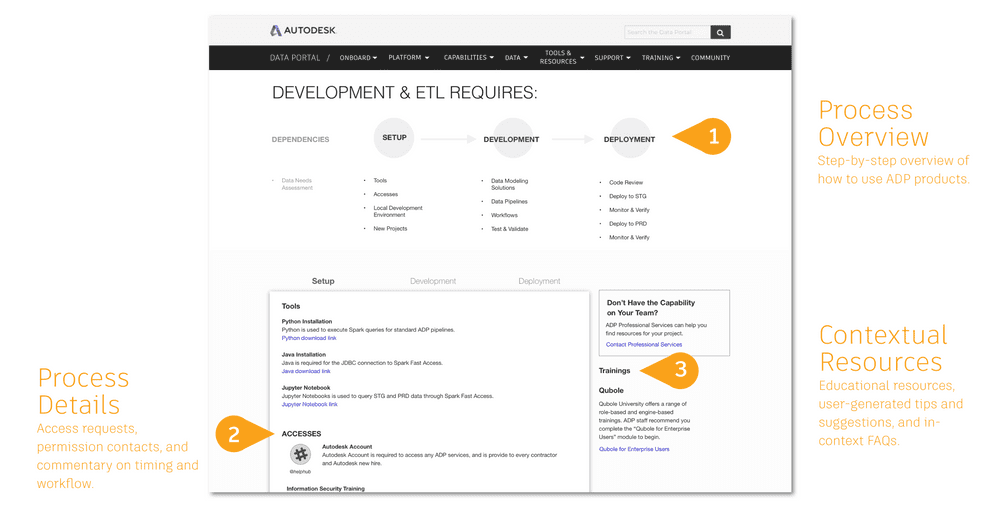 AUTODESK
Search the Data Portal
DATA PORTAL / ONBOARD PLATFORM CAPABILITIES DATA TOOLS & RESOURCES SUPPORT TRAINING COMMUNITY
DEVELOPMENT & ETL REQUIRES:
DEPENDENCIES
SETUP
DEVELOPMENT
DEPLOYMENT
1
• Data Needs
Assessment
• Tools
• Accesses
• Local Development
Environment
• New Projects
• Data Modeling
Solutions
• Data Pipelines
• Workflows
• Test & Validate
• Code Review
• Deploy to STG
• Monitor & Verify
• Deploy to PRD
• Monitor & Verify
Process
Overview
Step-by-step overview of
how to use ADP products.
Setup
Development
Deployment
Tools
Python Installation
Python is used to execute Spark queries for standard ADP pipelines.
Python download link
Java Installation
Java is required for the JDBC connection to Spark Fast Access.
Java download link
Jupyter Notebook
Jupyter Notebooks is used to query STG and PRD data through Spark Fast Access.
Jupyter Notebook link
2
ACCESSES
@helphub
Autodesk Account
Autodesk Account is required to access any ADP services, and is provide to every contractor
and Autodesk new hire.
Information Security Training
Don't Have the Capability
on Your Team?
ADP Professional Services can help you
find resources for your project.
Contact Professional Services
Trainings
3
Qubole
Qubole University offers a range of
role-based and engine-based
trainings. ADP staff recommend you
complete the "Qubole for Enterprise
Users" module to begin.
Qubole for Enterprise Users
Process
Details
Access requests,
permission contacts, and
commentary on timing and
workflow.
Contextual
Resources
Educational resources,
user-generated tips and
suggestions, and in-
context FAQs.